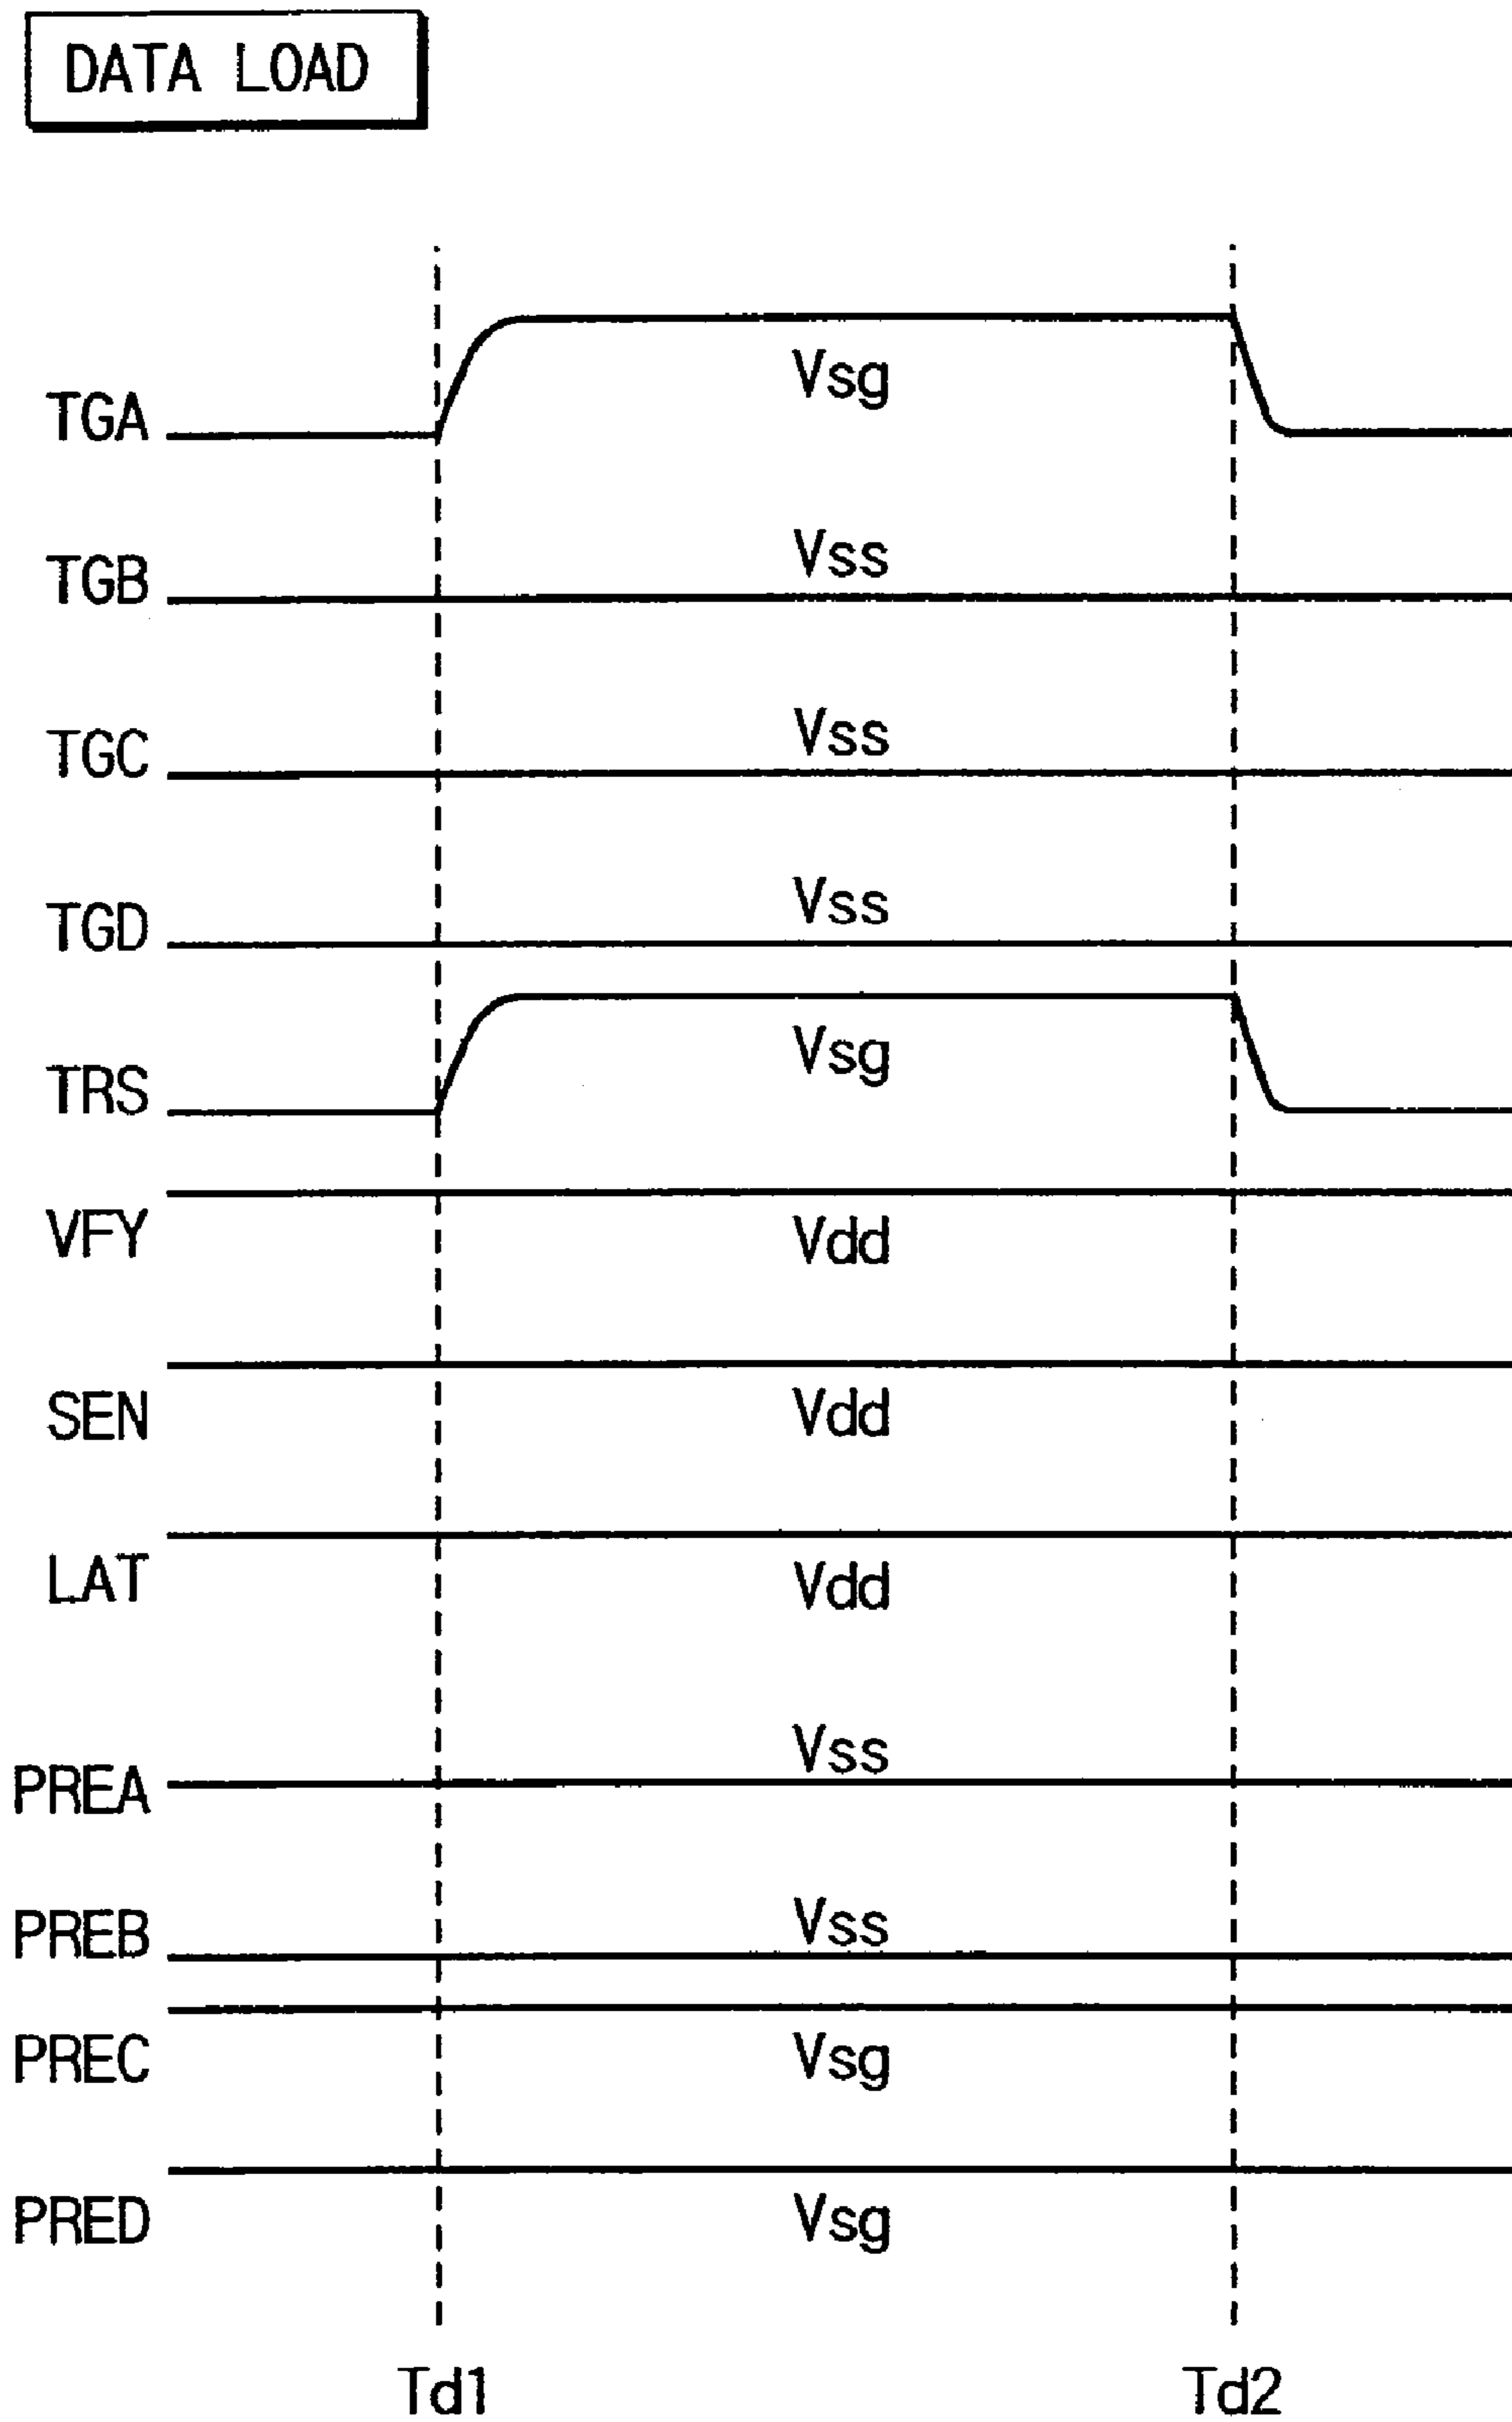 DATA LOAD
Vsg
TGA
Vss
TGB
Vss
TGC
Vss
TGD
Vsg
TRS
VFY
Vdd
SEN
Vdd
LAT
Vdd
Vss
PREA
Vss
PREB
PREC
Vsg
PRED
Vsg
Td1 Td2